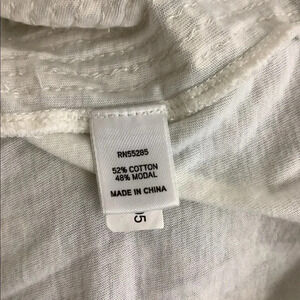 RN55285
52% COTTON
48% MODAL
MADE IN CHINA